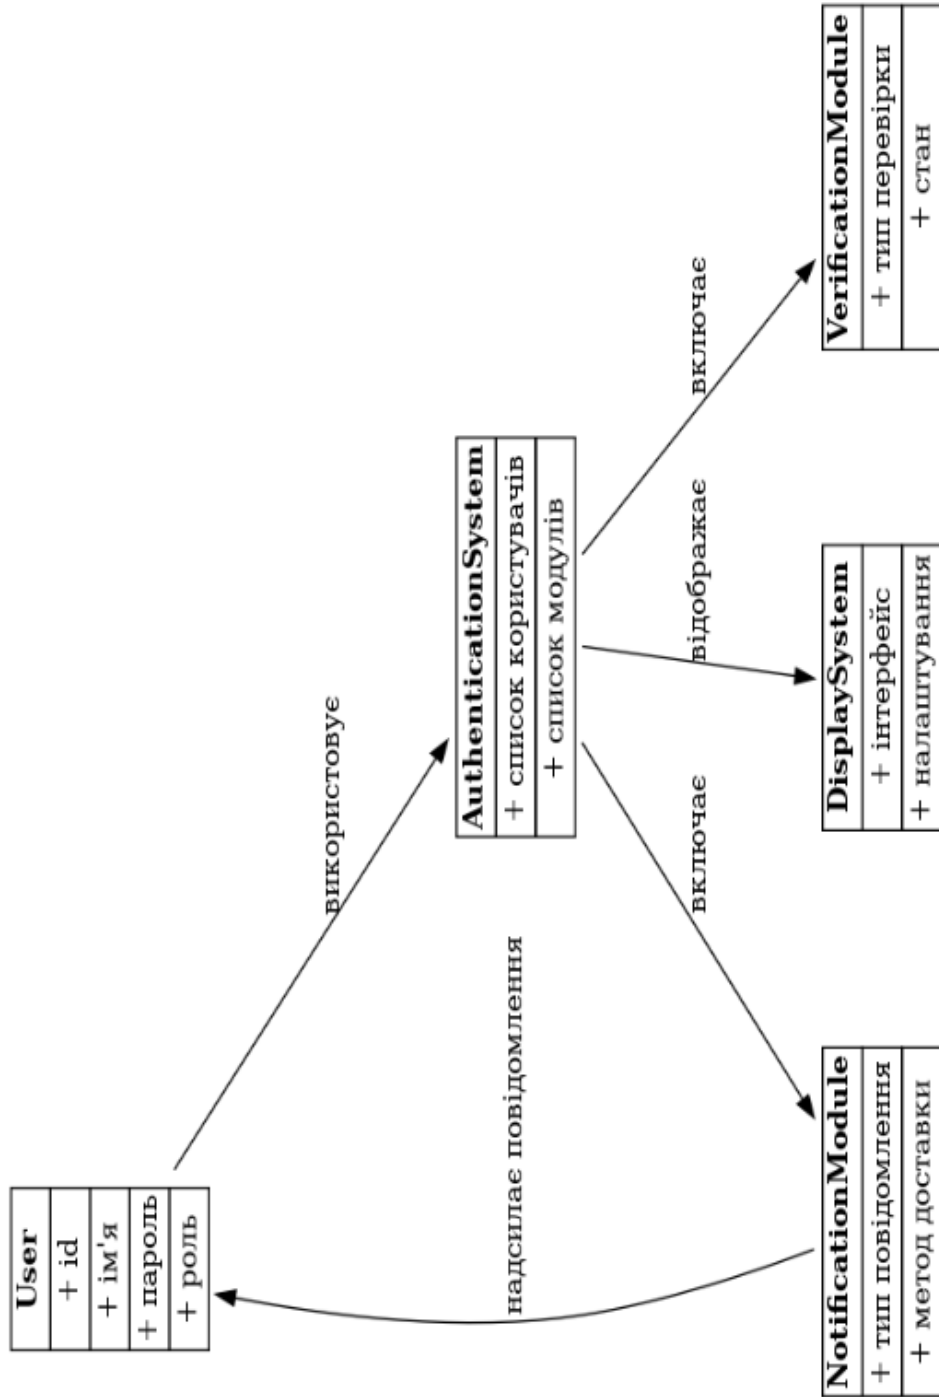 User
+ id
+ ім'я
+ пароль
+ роль
використовує
надсилає повідомлення
AuthenticationSystem
+ список користувачів
+ список модулів
включає
відображає
включає
NotificationModule
+ тип повідомлення
+ метод доставки
DisplaySystem
+ інтерфейс
+ налаштування
VerificationModule
+ тип перевірки
+ стан